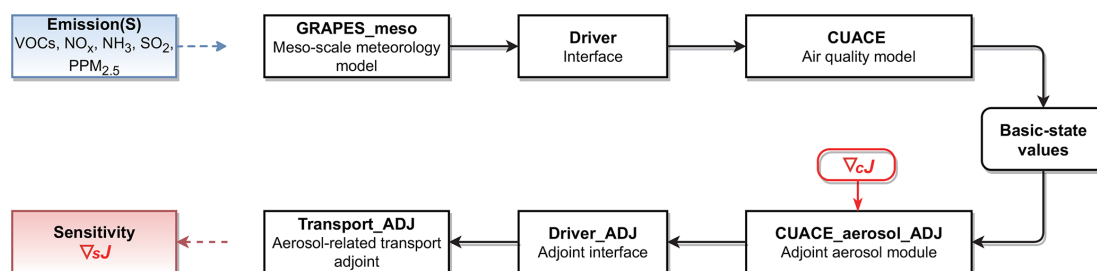 Emission(S)
VOCs, NOx, NH3, SO2,
PPM2.5
GRAPES_meso
Meso-scale meteorology
model
Driver
Interface
CUACE
Air quality model
Basic-state
values
∇cJ
Sensitivity
∇sJ
Transport_ADJ
Aerosol-related transport
adjoint
Driver_ADJ
Adjoint interface
CUACE_aerosol_ADJ
Adjoint aerosol module